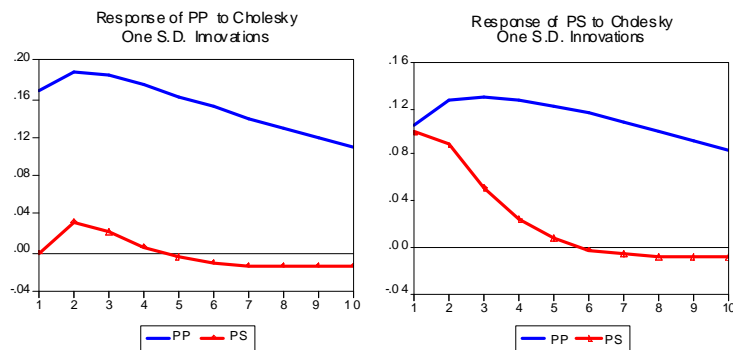 Response of PP to Cholesky
One S.D. Innovations
.20
.16
.12
.08
.04
.00
-.04
1 2 3 4 5 6 7 8 9 10
PP PS
Response of PS to Cholesky
One S.D. Innovations
.16
.12
.08
.04
.00
-.04
1 2 3 4 5 6 7 8 9 10
PP PS